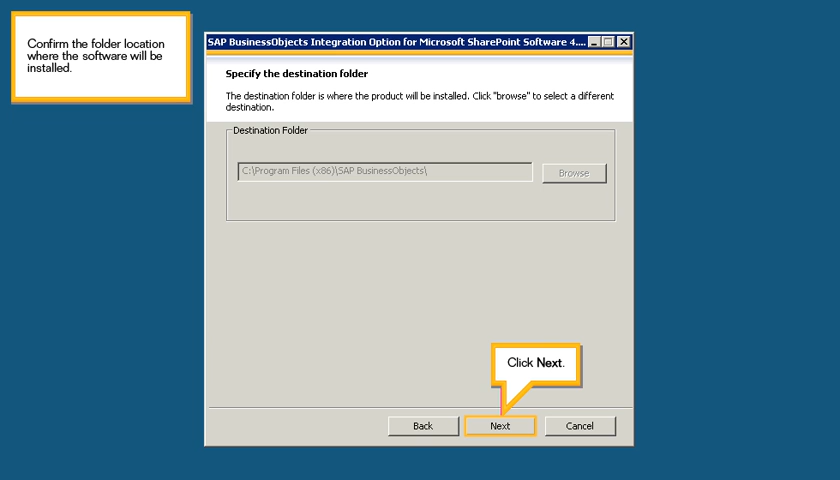 Confirm the folder location
where the software will be
installed.
SAP BusinessObjects Integration Option for Microsoft SharePoint Software 4....
Specify the destination folder
The destination folder is where the product will be installed. Click "browse" to select a different
destination.
Destination Folder
C:\Program Files (x86)\SAP BusinessObjects\
Browse
Click Next.
Back
Next
Cancel